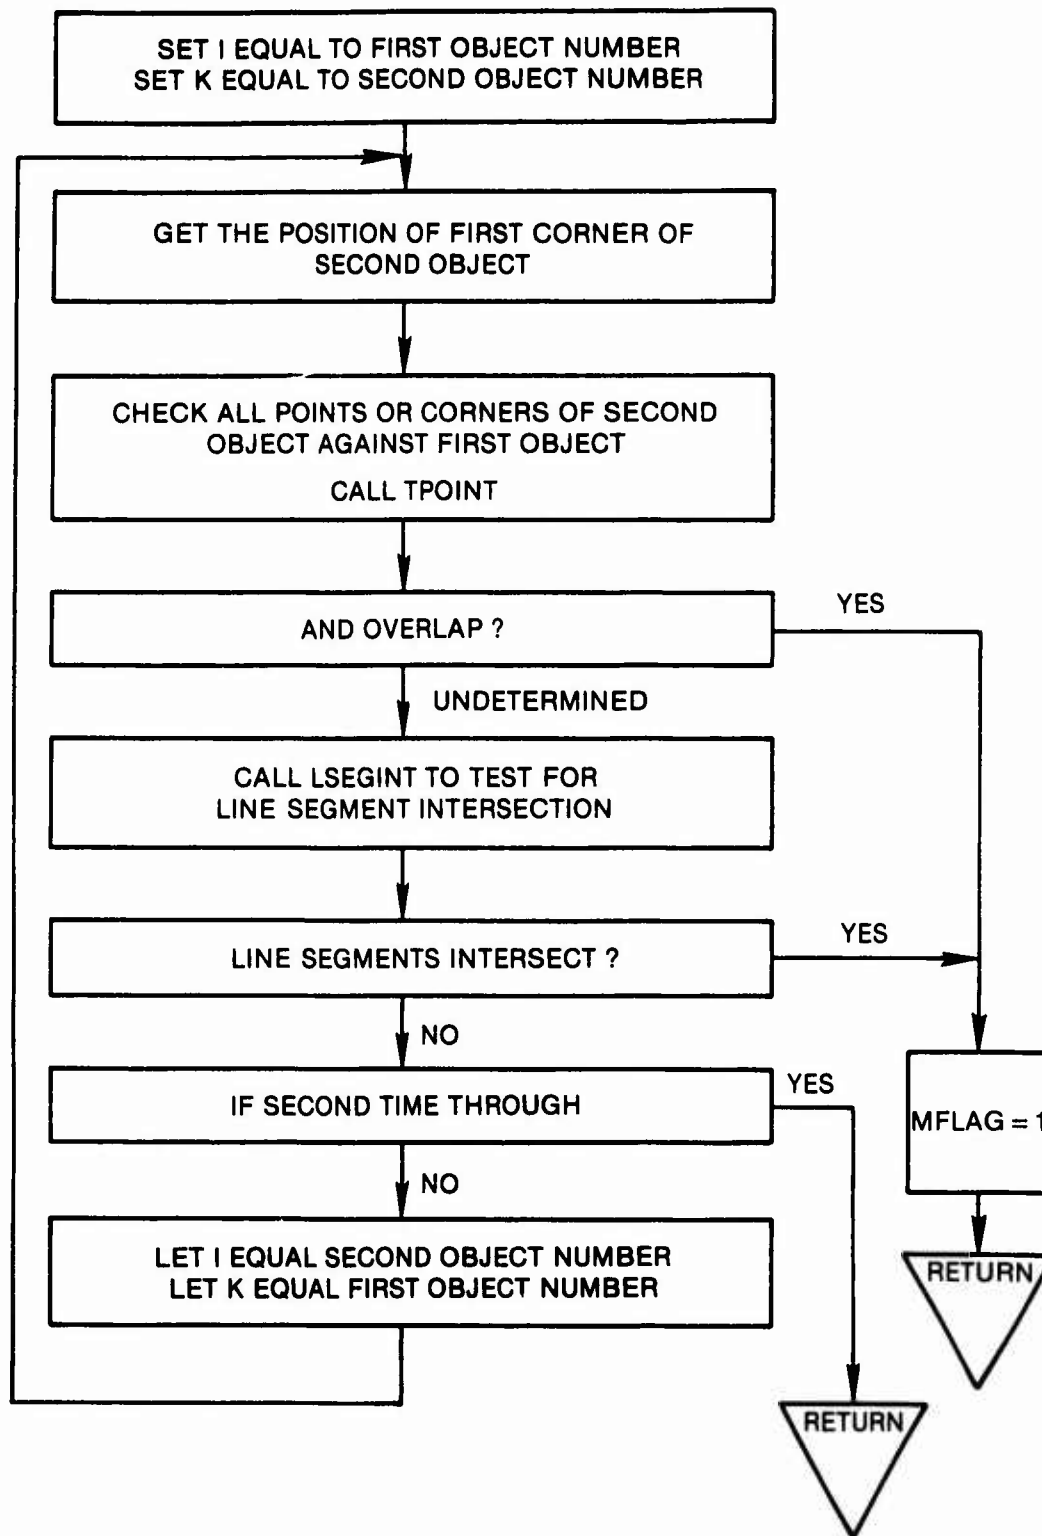 SET I EQUAL TO FIRST OBJECT NUMBER
SET K EQUAL TO SECOND OBJECT NUMBER
GET THE POSITION OF FIRST CORNER OF
SECOND OBJECT
CHECK ALL POINTS OR CORNERS OF SECOND
OBJECT AGAINST FIRST OBJECT
CALL TPOINT
AND OVERLAP ?
YES
UNDETERMINED
CALL LSEGINT TO TEST FOR
LINE SEGMENT INTERSECTION
LINE SEGMENTS INTERSECT ?
YES
NO
IF SECOND TIME THROUGH
YES
MFLAG = 1
NO
LET I EQUAL SECOND OBJECT NUMBER
LET K EQUAL FIRST OBJECT NUMBER
RETURN
RETURN